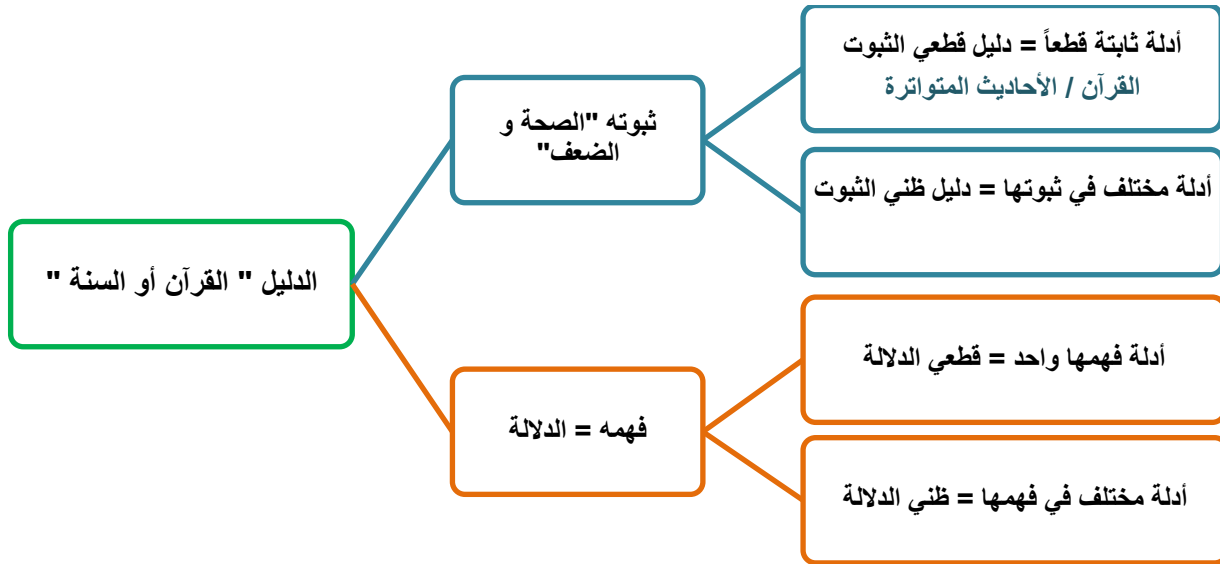 الدليل " القرآن أو السنة "
ثبوته "الصحة و
الضعف"
أدلة ثابتة قطعاً = دليل قطعي الثبوت
القرآن / الأحاديث المتواترة
أدلة مختلف في ثبوتها = دليل ظني الثبوت
فهمه = الدلالة
أدلة فهمها واحد = قطعي الدلالة
أدلة مختلف في فهمها = ظني الدلالة